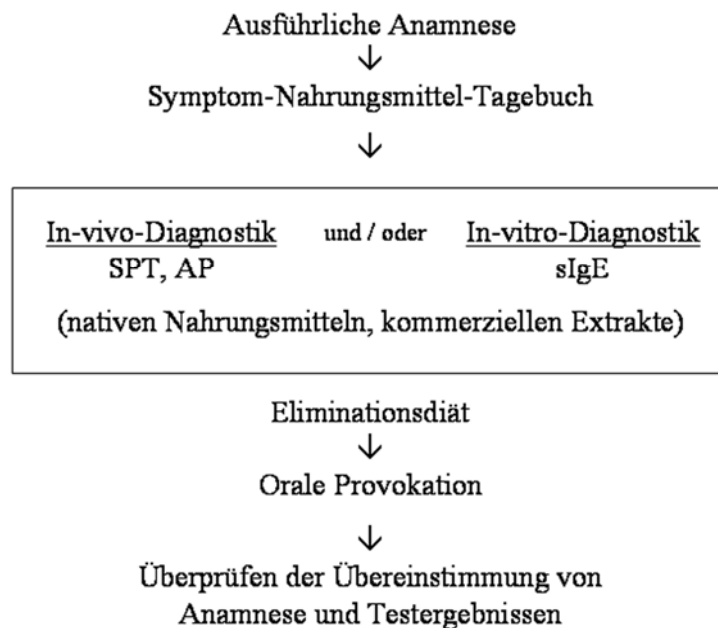 Ausführliche Anamnese
↓
Symptom-Nahrungsmittel-Tagebuch
↓
In-vivo-Diagnostik und / oder In-vitro-Diagnostik
SPT, AP sIgE
(nativen Nahrungsmitteln, kommerziellen Extrakte)
Eliminationsdiät
↓
Orale Provokation
↓
Überprüfen der Übereinstimmung von
Anamnese und Testergebnissen